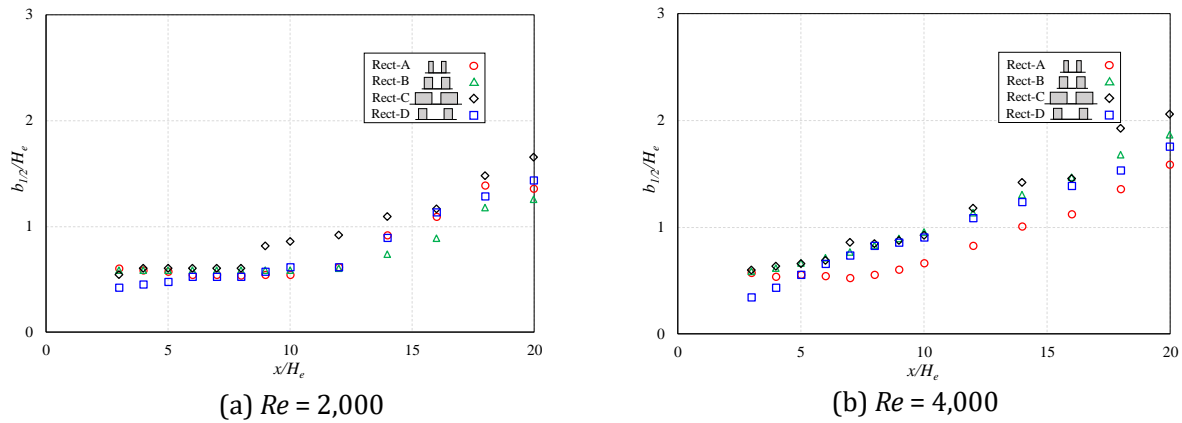 3
2
1
0
b1/2/He
Rect-A
Rect-B
Rect-C
Rect-D
0 5 10 15 20
x/He
(a) Re = 2,000
3
2
1
0
b1/2/He
Rect-A
Rect-B
Rect-C
Rect-D
0 5 10 15 20
x/He
(b) Re = 4,000